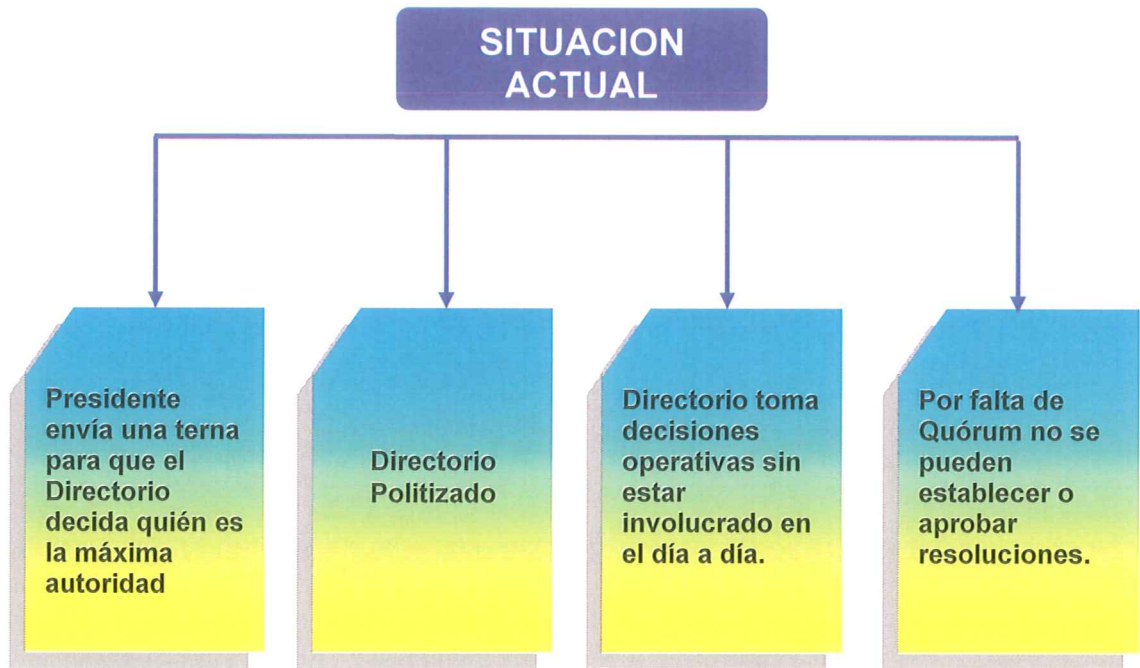 SITUACION
ACTUAL
Presidente
envía una terna
para que el
Directorio
decida quién es
la máxima
autoridad
Directorio
Politizado
Directorio toma
decisiones
operativas sin
estar
involucrado en
el día a día.
Por falta de
Quórum no se
pueden
establecer o
aprobar
resoluciones.